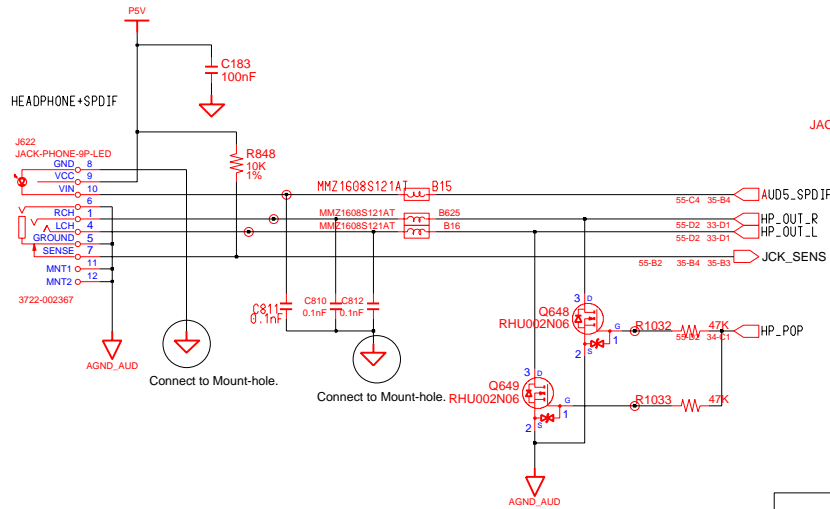 P5V
C183
100nF
HEADPHONE+SPDIF
JAC
J622
JACK-PHONE-9P-LED
R848
10K
1%
GND 8
VCC 9
VIN 10
6
RCH 1
LCH 4
GROUND 5
SENSE 7
MNT1 11
MNT2 12
3722-002367
MMZ1608S121AT B15
MMZ1608S121AT B625
MMZ1608S121AT B16
55-C4 35-B4 AUD5_SPDIF
55-D2 33-D1 HP_OUT_R
55-D2 33-D1 HP_OUT_L
55-B2 35-B4 35-B3 JCK_SENS
C811
0.1nF
C810
0.1nF
C812
0.1nF
3 D
Q648
RHU002N06
G
1
2 S
R1032 47K
55-D2 34-C1
HP_POP
3 D
Q649
RHU002N06
G
1
2 S
R1033 47K
AGND_AUD
Connect to Mount-hole.
Connect to Mount-hole.
AGND_AUD